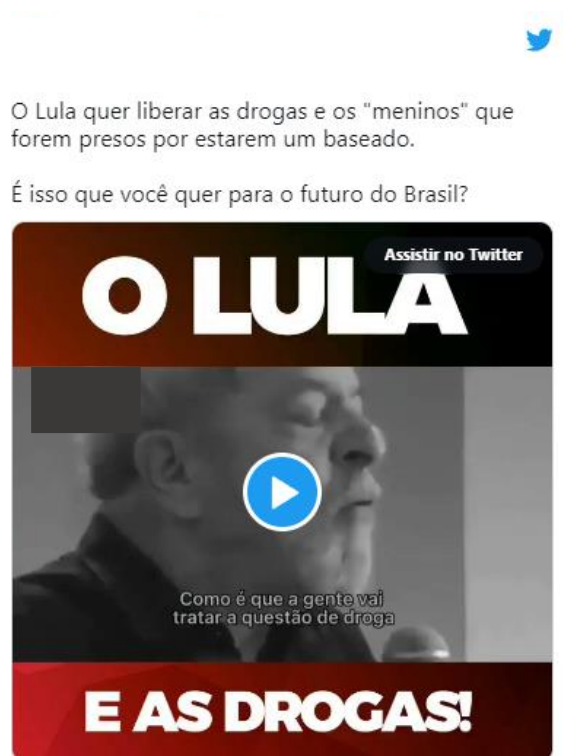 O Lula quer liberar as drogas e os "meninos" que
forem presos por estarem um baseado.
É isso que você quer para o futuro do Brasil?
Assistir no Twitter
O LULA
Como é que a gente vai
tratar a questão de droga
E AS DROGAS!